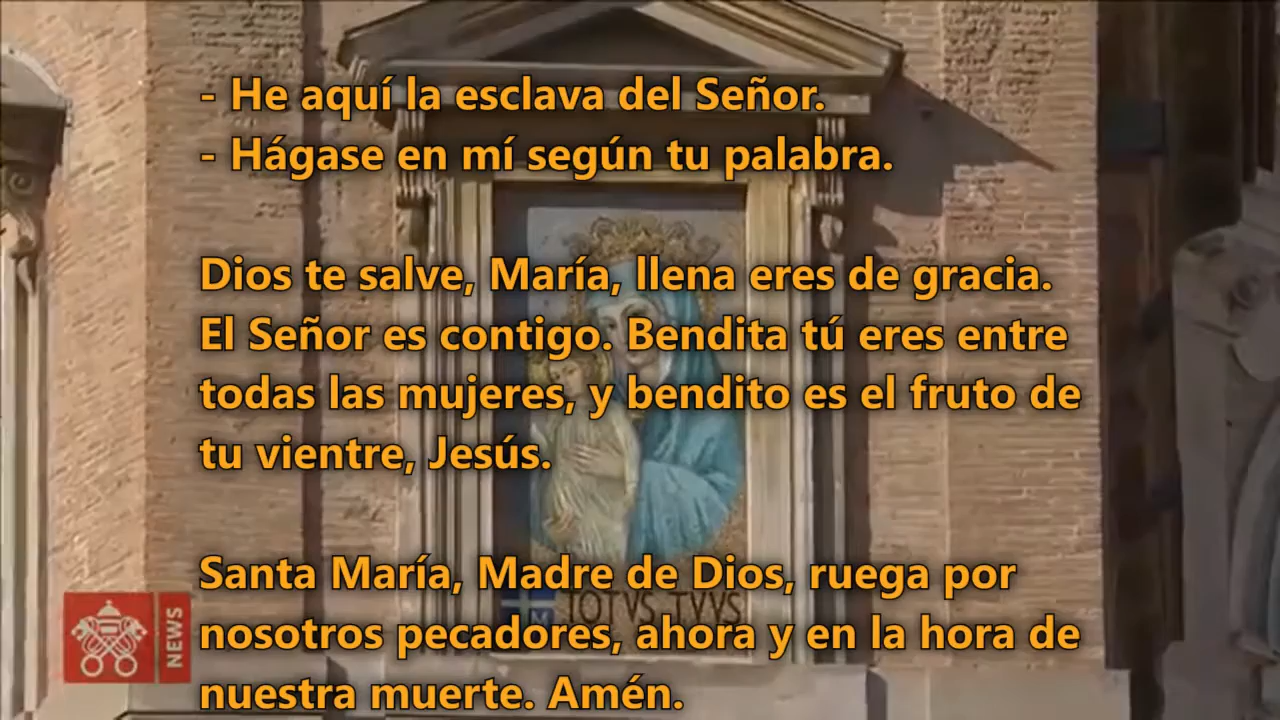 - He aquí la esclava del Señor.
- Hágase en mí según tu palabra.
Dios te salve, María, llena eres de gracia.
El Señor es contigo. Bendita tú eres entre
todas las mujeres, y bendito es el fruto de
tu vientre, Jesús.
Santa María, Madre de Dios, ruega por
TOTVS TVVS
nosotros pecadores, ahora y en la hora de
nuestra muerte. Amén.
NEWS